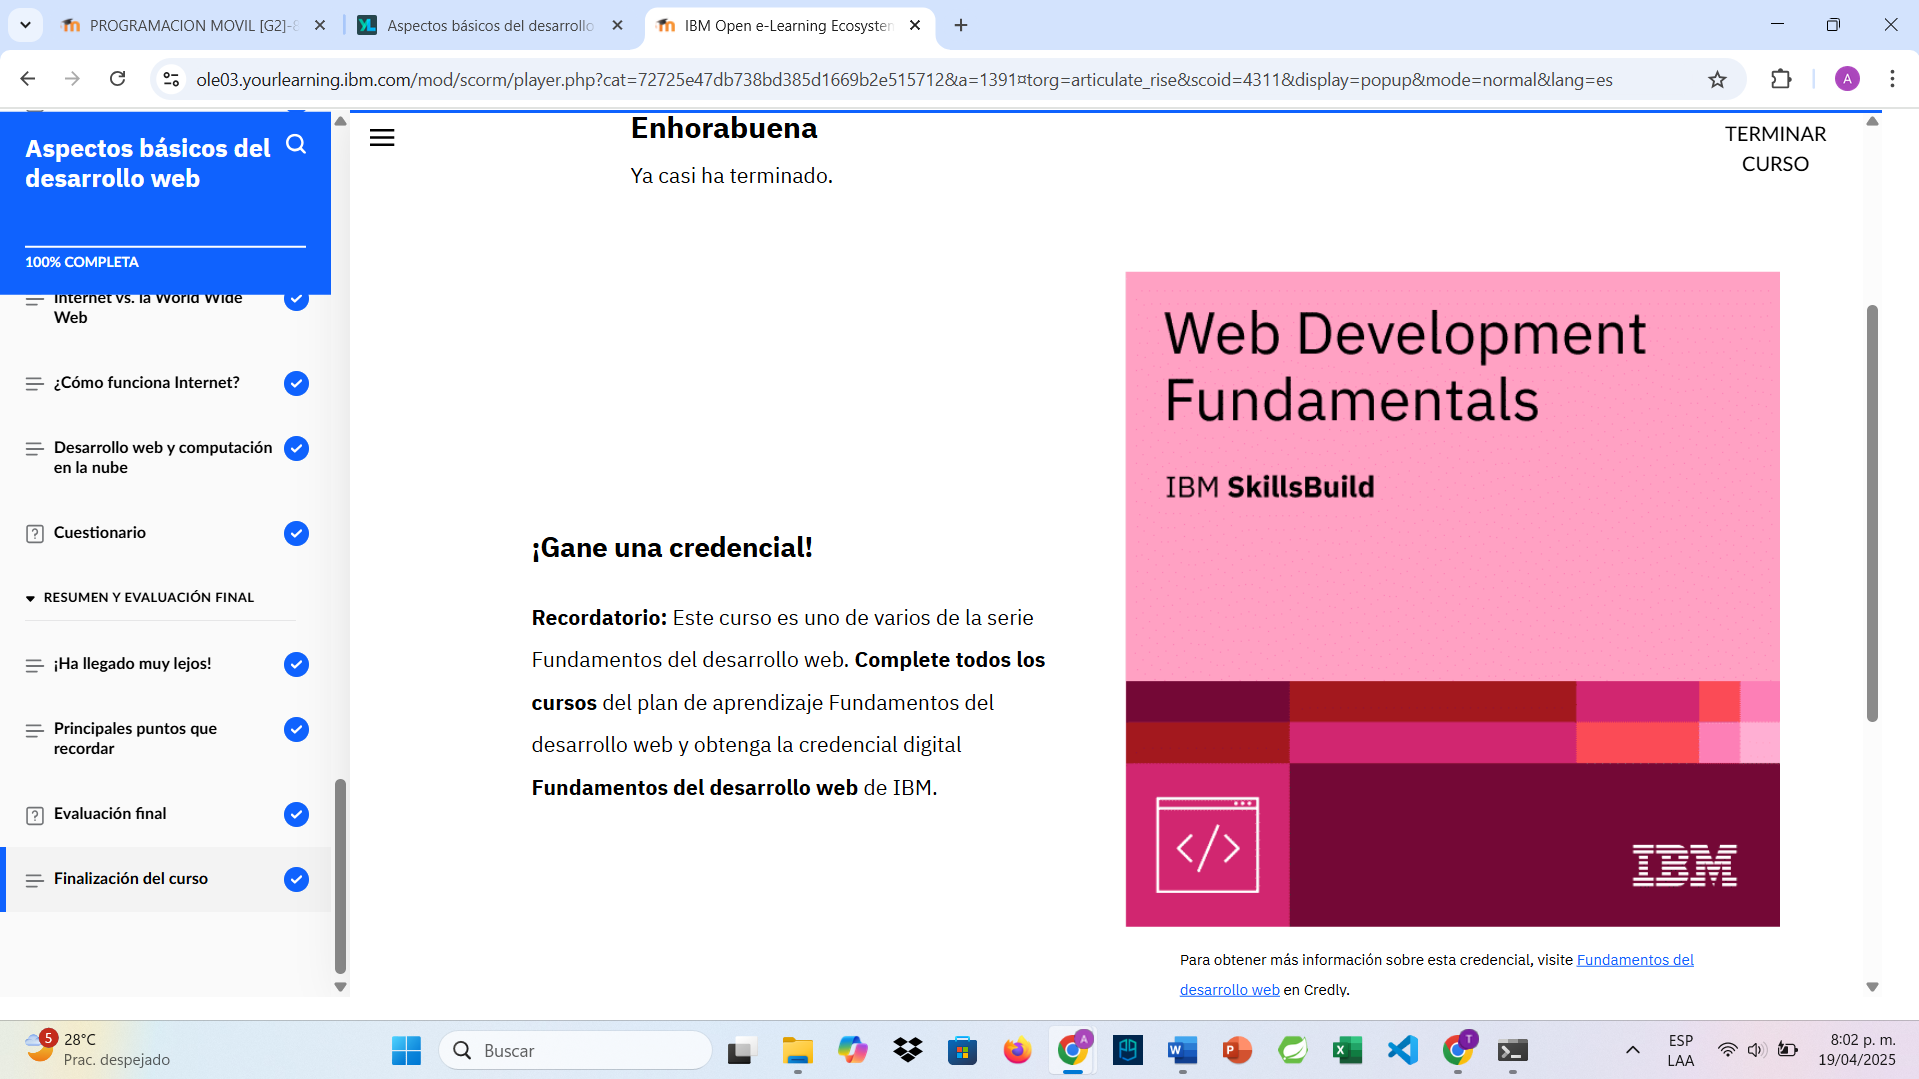 PROGRAMACION MOVIL [G2]-8
Aspectos básicos del desarrollo
IBM Open e-Learning Ecosystem
ole03.yourlearning.ibm.com/mod/scorm/player.php?cat=72725e47db738bd385d1669b2e515712&a=1391¤torg=articulate_rise&scoid=4311&display=popup&mode=normal&lang=es
A
Aspectos básicos del
desarrollo web
100% COMPLETA
Internet vs. la World Wide
Web
¿Cómo funciona Internet?
Desarrollo web y computación
en la nube
Cuestionario
RESUMEN Y EVALUACIÓN FINAL
¡Ha llegado muy lejos!
Principales puntos que
recordar
Evaluación final
Finalización del curso
Enhorabuena
Ya casi ha terminado.
TERMINAR
CURSO
¡Gane una credencial!
Recordatorio: Este curso es uno de varios de la serie
Fundamentos del desarrollo web. Complete todos los
cursos del plan de aprendizaje Fundamentos del
desarrollo web y obtenga la credencial digital
Fundamentos del desarrollo web de IBM.
Web Development
Fundamentals
IBM SkillsBuild
</>
IBM
Para obtener más información sobre esta credencial, visite Fundamentos del
desarrollo web en Credly.
5
28°C
Prac. despejado
Buscar
A
T
ESP
LAA
8:02 p. m.
19/04/2025